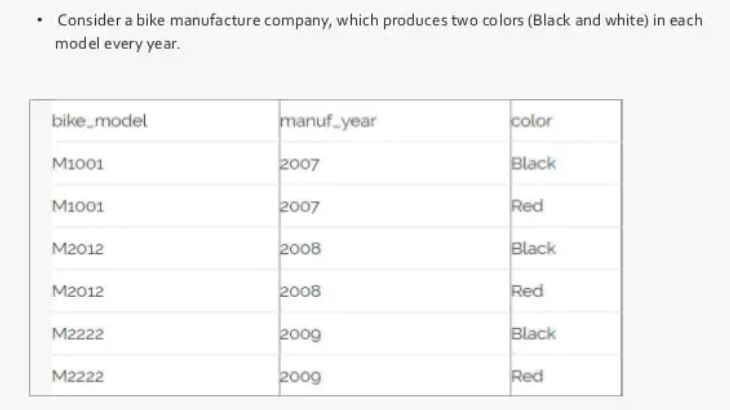 • Consider a bike manufacture company, which produces two colors (Black and white) in each
model every year.
bike_model manuf_year color
M1001 2007 Black
M1001 2007 Red
M2012 2008 Black
M2012 2008 Red
M2222 2009 Black
M2222 2009 Red